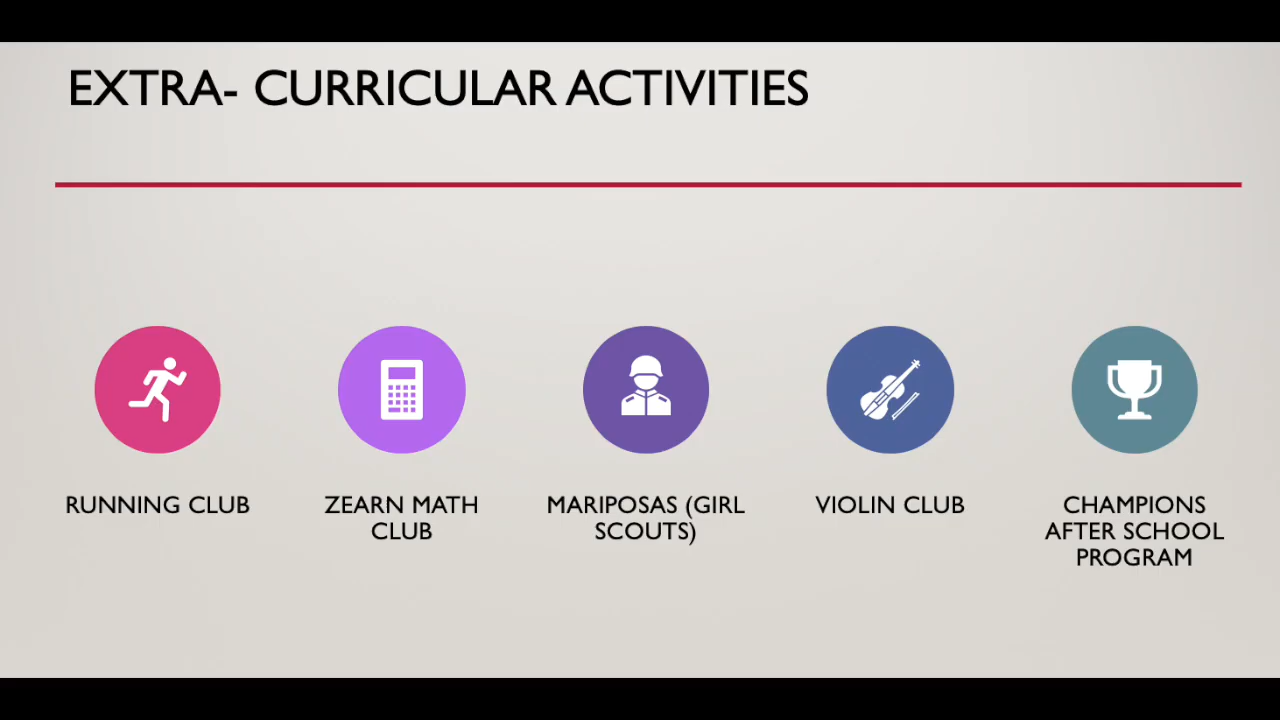 EXTRA- CURRICULAR ACTIVITIES
RUNNING CLUB
ZEARN MATH
CLUB
MARIPOSAS (GIRL
SCOUTS)
VIOLIN CLUB
CHAMPIONS
AFTER SCHOOL
PROGRAM